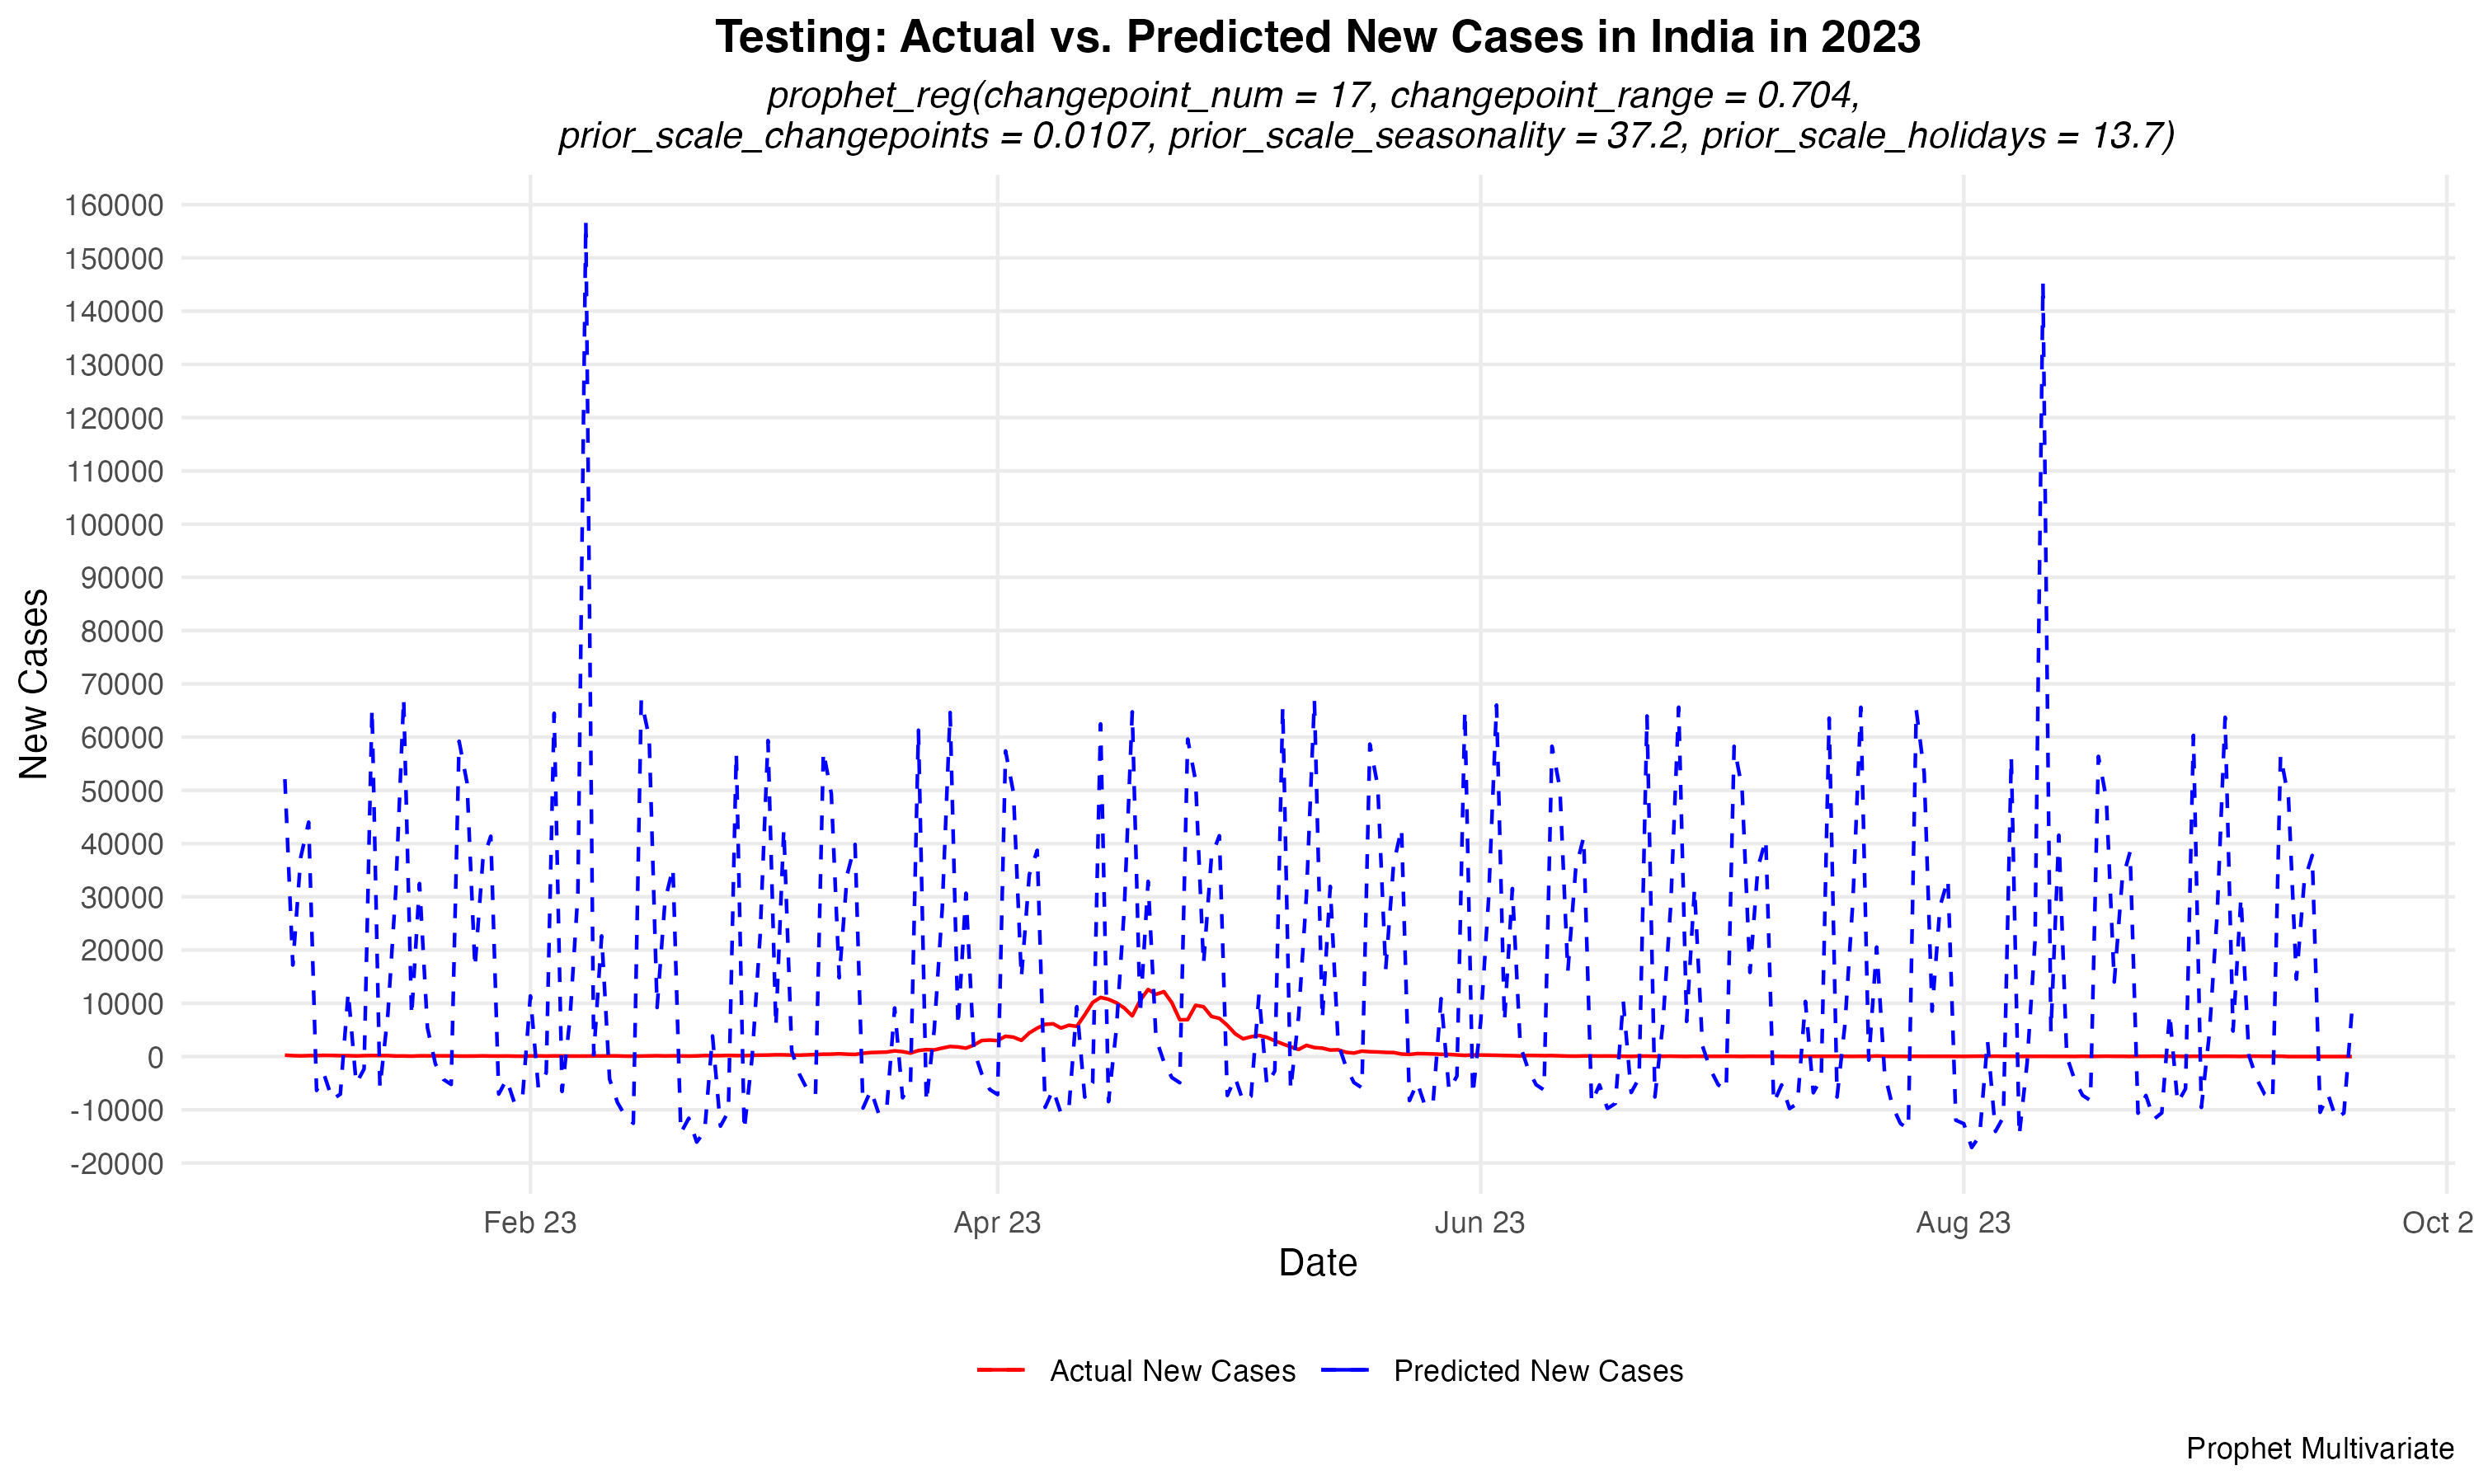 Testing: Actual vs. Predicted New Cases in India in 2023
prophet_reg(changepoint_num = 17, changepoint_range = 0.704,
prior_scale_changepoints = 0.0107, prior_scale_seasonality = 37.2, prior_scale_holidays = 13.7)
New Cases
160000
150000
140000
130000
120000
110000
100000
90000
80000
70000
60000
50000
40000
30000
20000
10000
0
-10000
-20000
Feb 23
Apr 23
Jun 23
Aug 23
Oct 2
Date
Actual New Cases
Predicted New Cases
Prophet Multivariate